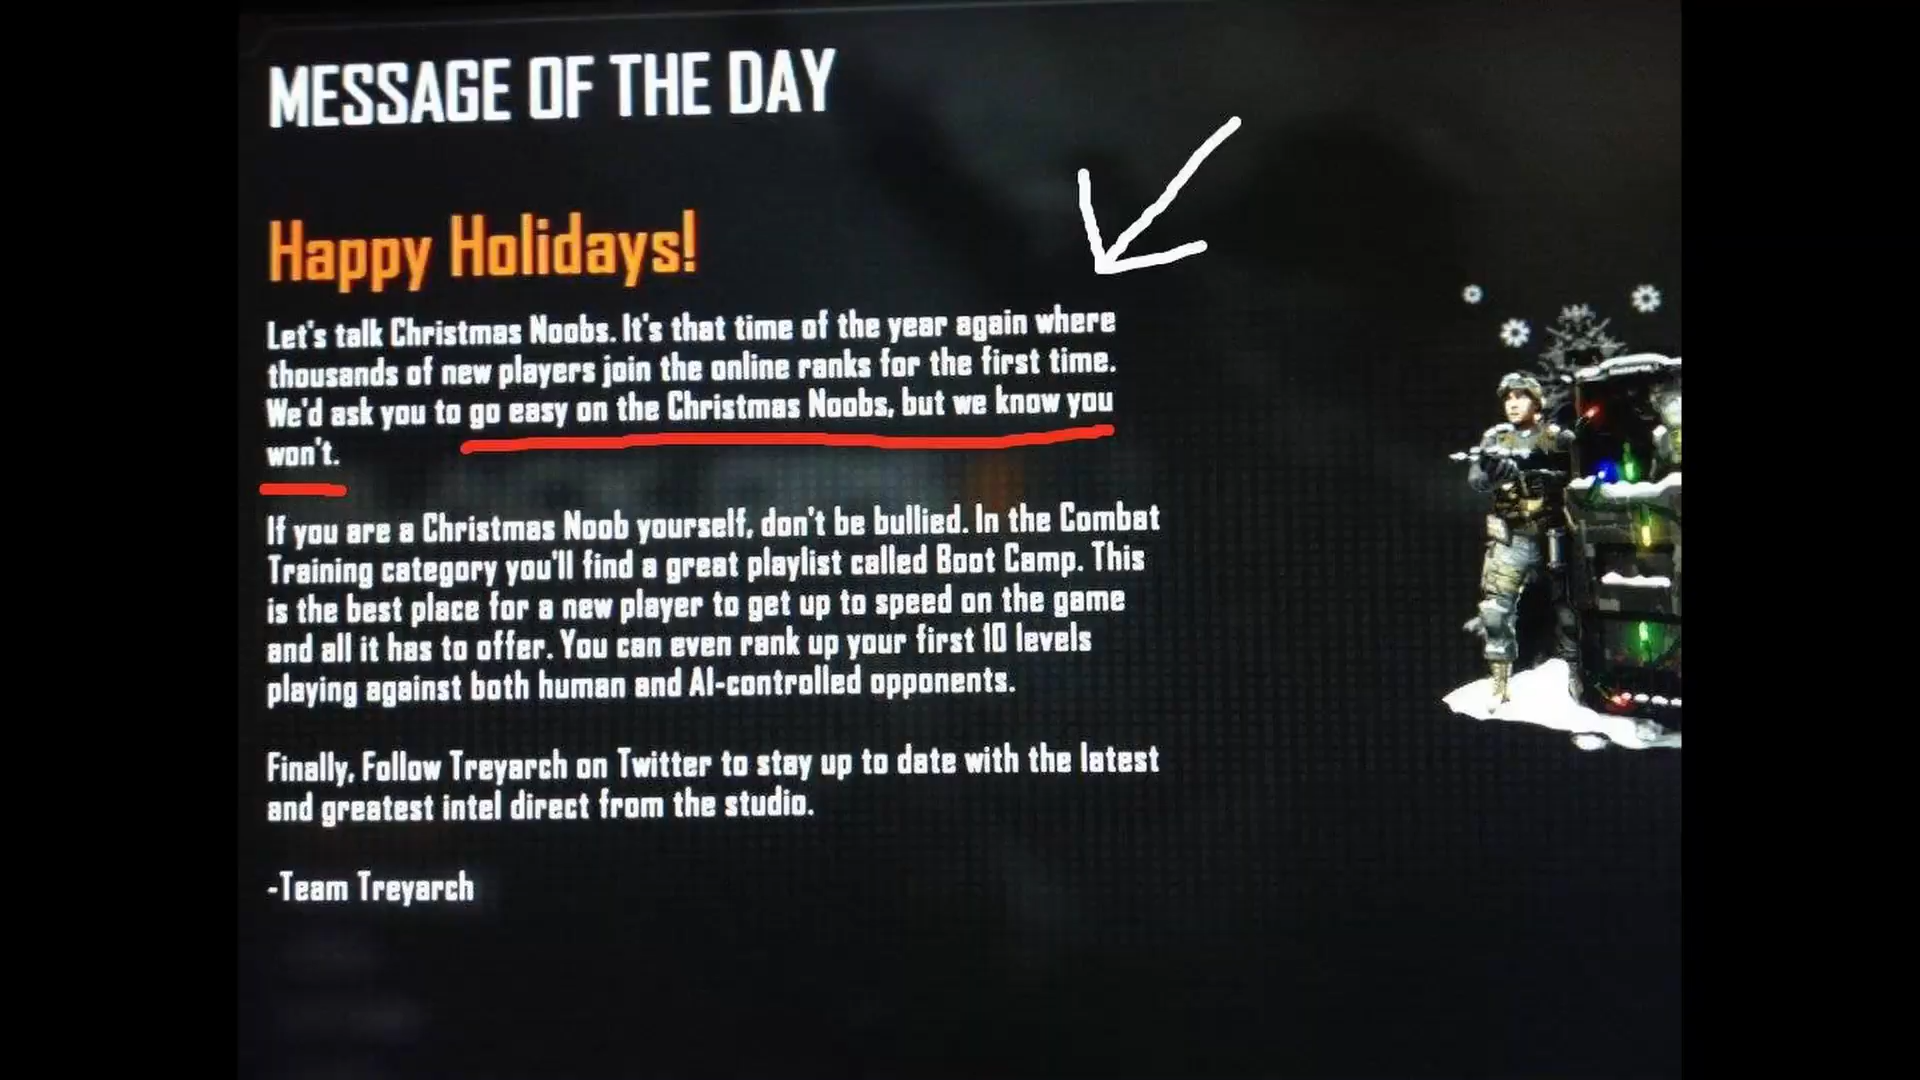 MESSAGE OF THE DAY
Happy Holidays!
Let's talk Christmas Noobs. It's that time of the year again where
thousands of new players join the online ranks for the first time.
We'd ask you to go easy on the Christmas Noobs, but we know you
won't.
If you are a Christmas Noob yourself, don't be bullied. In the Combat
Training category you'll find a great playlist called Boot Camp. This
is the best place for a new player to get up to speed on the game
and all it has to offer. You can even rank up your first 10 levels
playing against both human and AI-controlled opponents.
Finally, Follow Treyarch on Twitter to stay up to date with the latest
and greatest intel direct from the studio.
-Team Treyarch